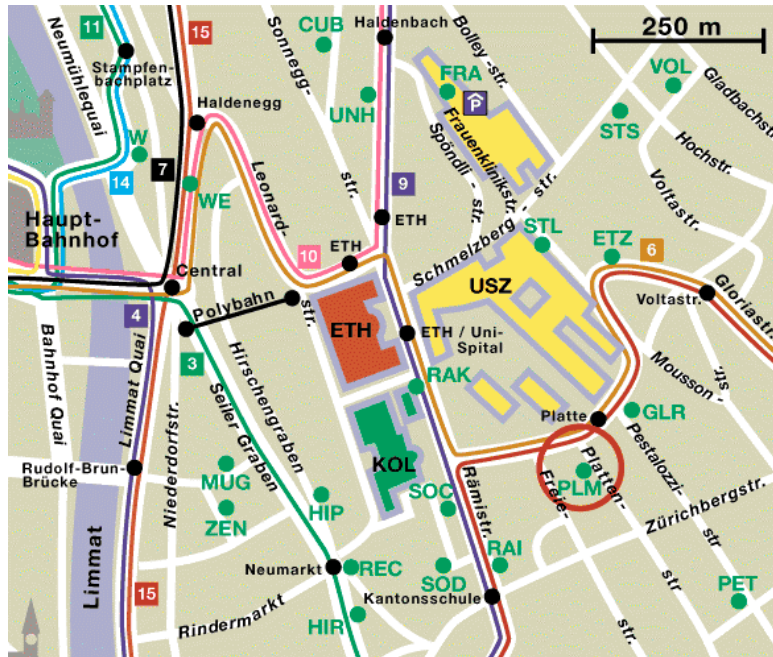 11
15
CUB
Haldenbach
250 m
Neumühlequai
Stampfen-
bachplatz
Sonnegg-
str.
Bolley-str.
FRA
VOL
Gladbachstr.
P
UNH
Haldenegg
STS
W
7
Frauenklinikstr.
Spöndli-
str.
Hochstr.
14
WE
Leonard-
str.
9
Voltastr.
Haupt-
Bahnhof
10
ETH
ETH
Schmelzberg-str.
STL
ETZ
6
Central
USZ
Voltastr.
Gloriastr.
4
Polybahn
ETH
ETH / Uni-
Spital
3
Bahnhof Quai
Limmat Quai
Hirschengraben
RAK
Mousson-
str.
Niederdorfstr.
Seiler Graben
Platte
GLR
Rudolf-Brun-
Brücke
MUG
KOL
Rämistr.
PLM
Freie-
str.
Platten-
str
Pestalozzi-
str
Zürichbergstr.
ZEN
HIP
SOC
Limmat
Neumarkt
REC
SOD
RAI
15
Kantonsschule
PET
Rindermarkt
HIR